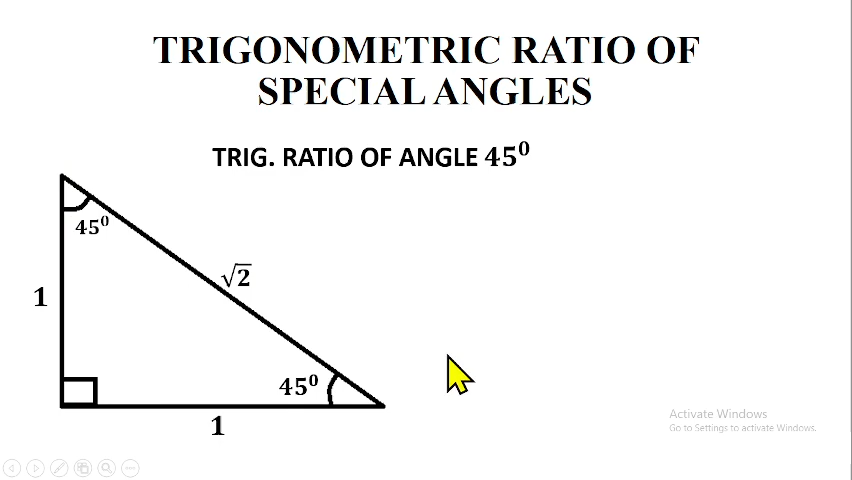 TRIGONOMETRIC RATIO OF
SPECIAL ANGLES
TRIG. RATIO OF ANGLE 45⁰
45⁰
√2
1
45⁰
1
Activate Windows
Go to Settings to activate Windows.